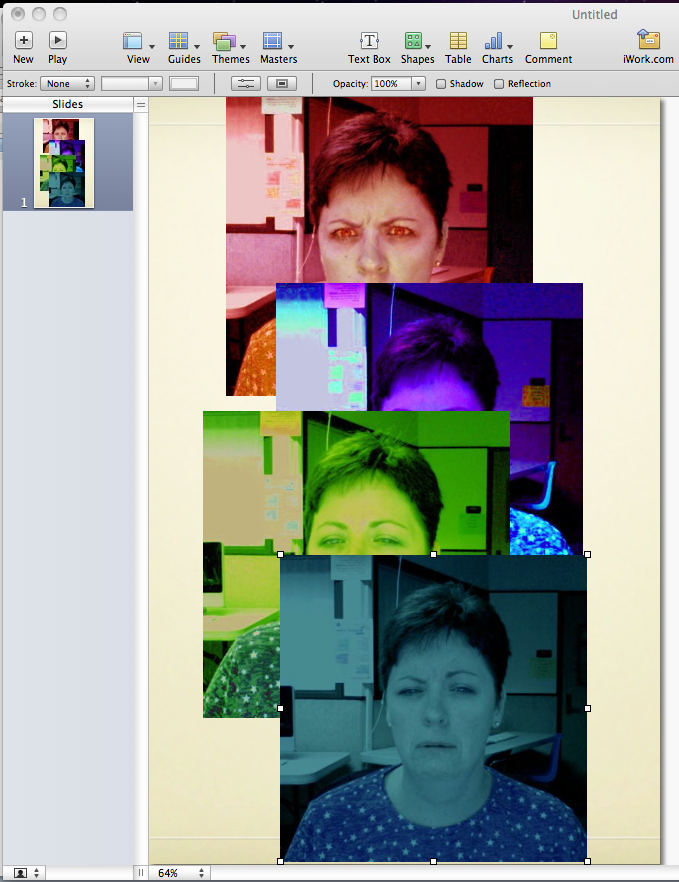 Untitled
New Play View Guides Themes Masters Text Box Shapes Table Charts Comment iWork.com
Stroke: None Opacity: 100% Shadow Reflection
Slides
1
64%